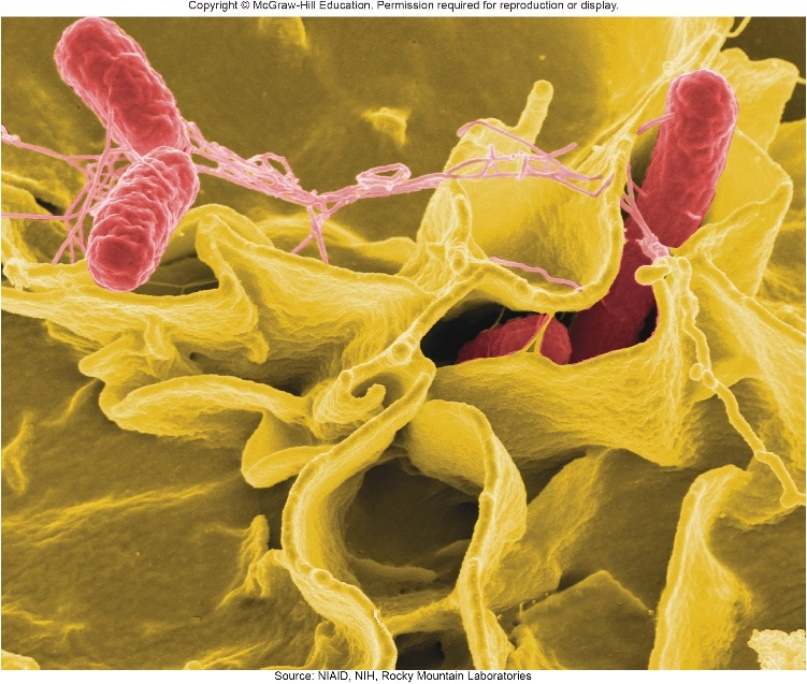 Copyright © McGraw-Hill Education. Permission required for reproduction or display.
Source: NIAID, NIH, Rocky Mountain Laboratories